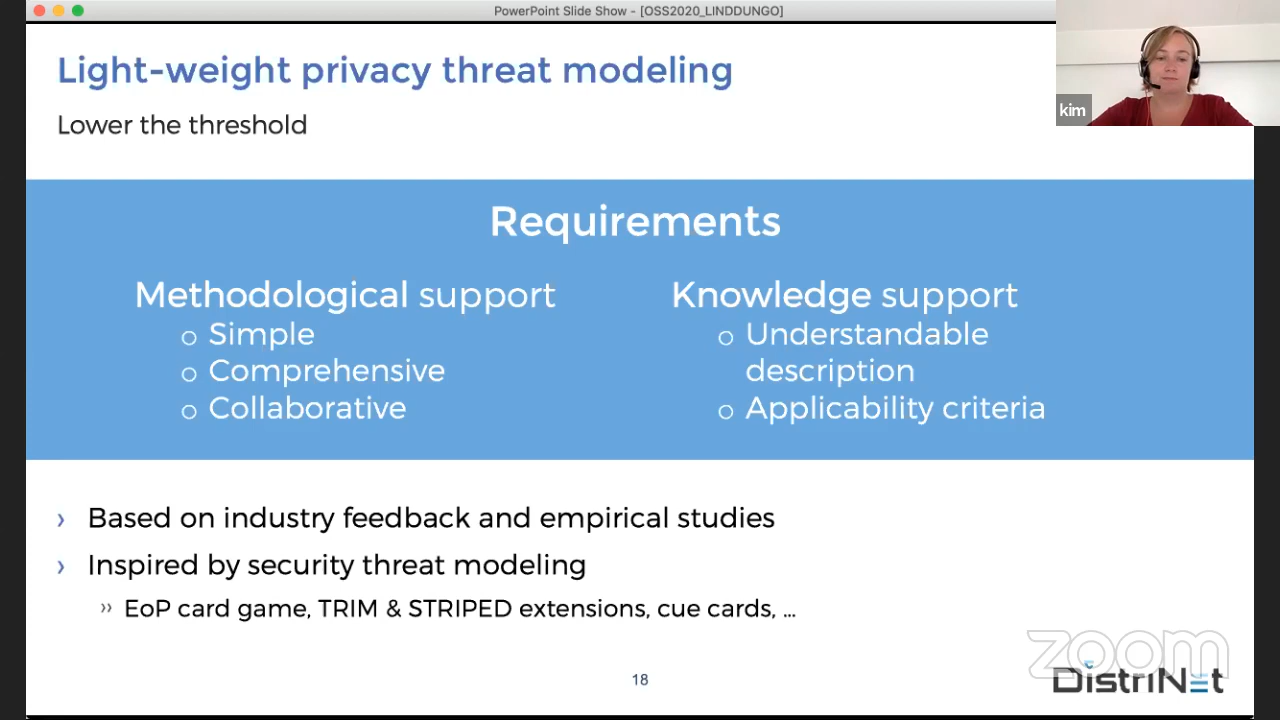 PowerPoint Slide Show - [OSS2020_LINDDUNGO]
Light-weight privacy threat modeling
Lower the threshold
kim
Requirements
Methodological support
o Simple
o Comprehensive
o Collaborative
Knowledge support
o Understandable
description
o Applicability criteria
› Based on industry feedback and empirical studies
› Inspired by security threat modeling
›› EoP card game, TRIM & STRIPED extensions, cue cards, ...
zoom
DistriNet
18